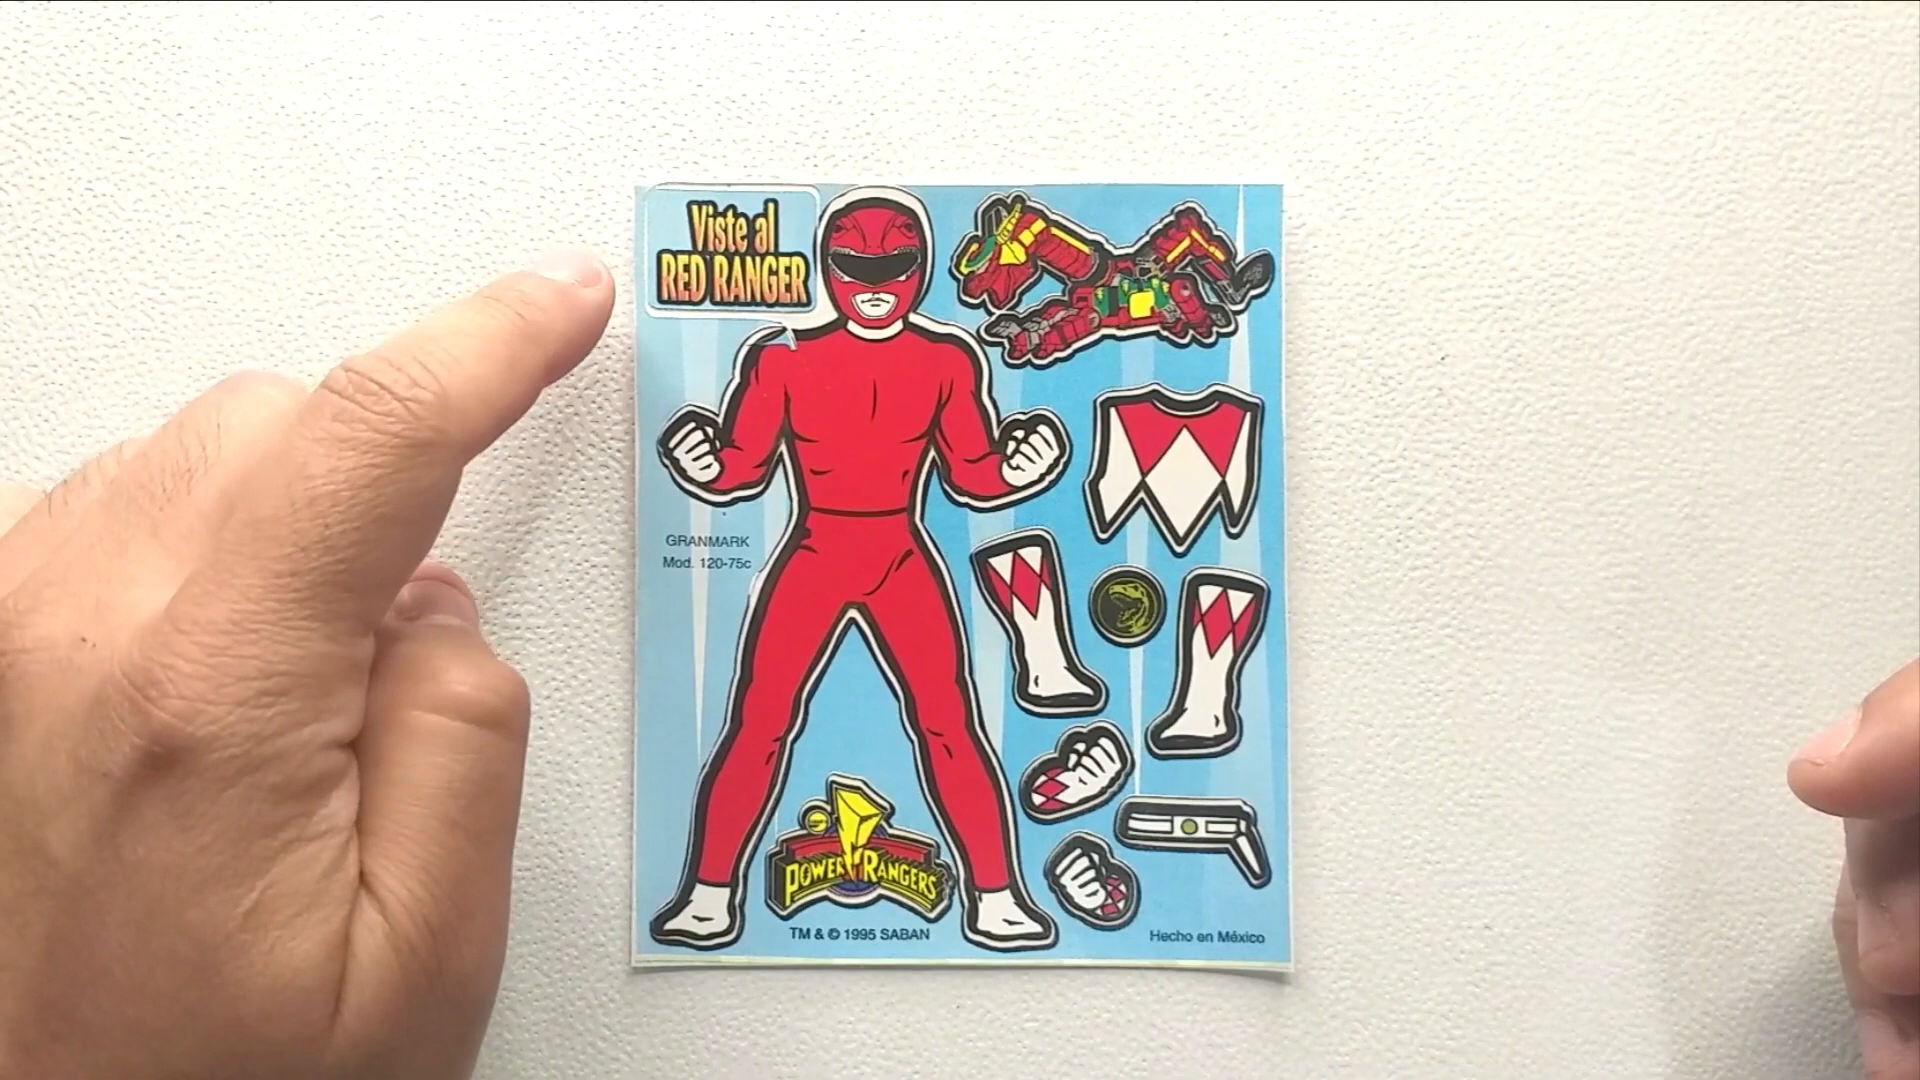 Viste al
RED RANGER
GRANMARK
Mod. 120-75c
POWER RANGERS
TM & © 1995 SABAN
Hecho en México